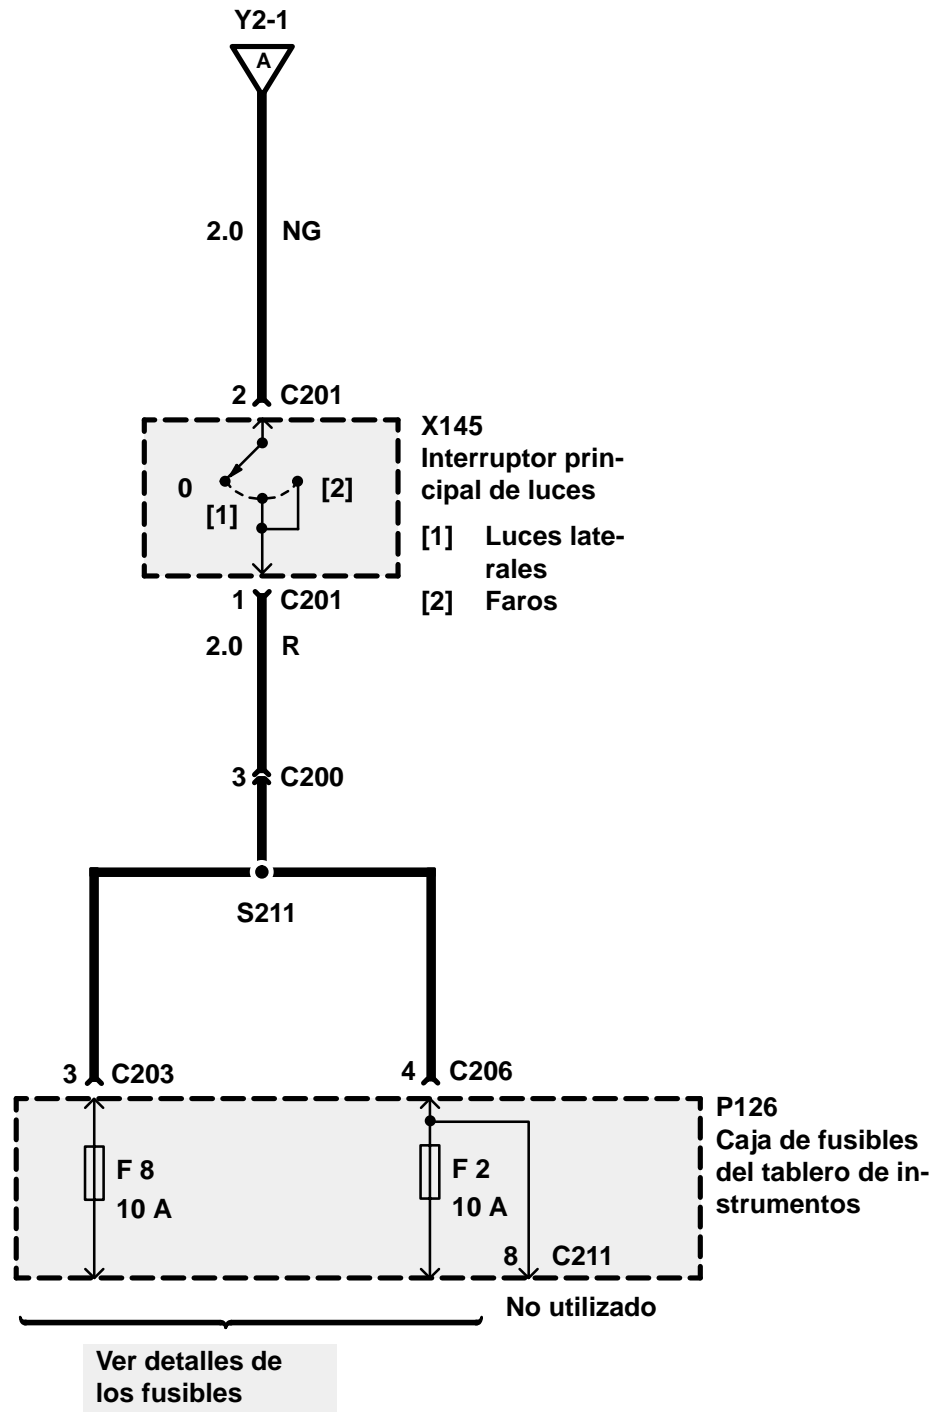 Y2-1
A
2.0 NG
2 C201
X145
Interruptor prin-
cipal de luces
0 [2]
[1]
[1] Luces late-
rales
[2] Faros
1 C201
2.0 R
3 C200
S211
3 C203
4 C206
P126
Caja de fusibles
del tablero de in-
strumentos
F 8
10 A
F 2
10 A
8 C211
No utilizado
Ver detalles de
los fusibles